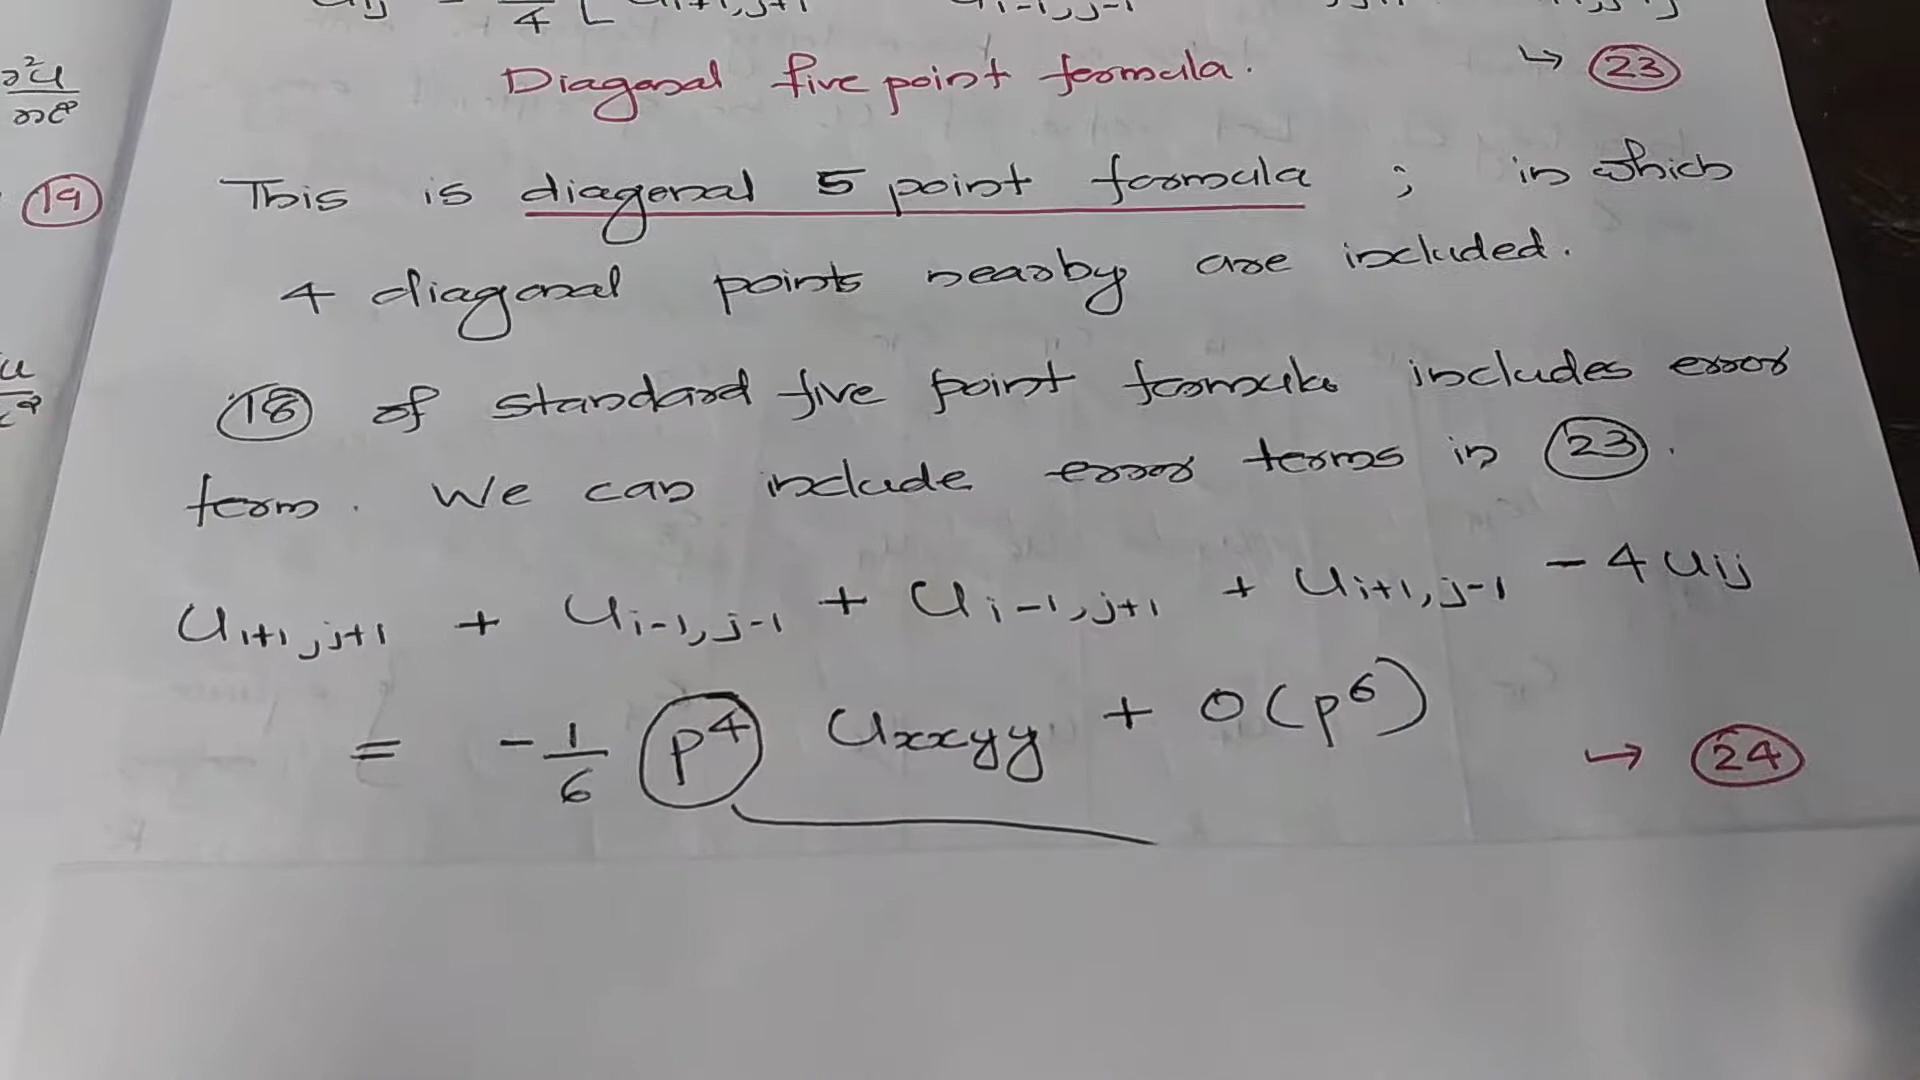 Diagonal five point formula. → 23
This is diagonal 5 point formula ; in which
4 diagonal points nearby are included.
18 of standard five point formula includes error
term. We can include error terms in 23.
u i+1,j+1 + u i-1,j-1 + u i-1,j+1 + u i+1,j-1 - 4 u ij
= - 1/6 p⁴ u xxyy + O(p⁶) → 24
19